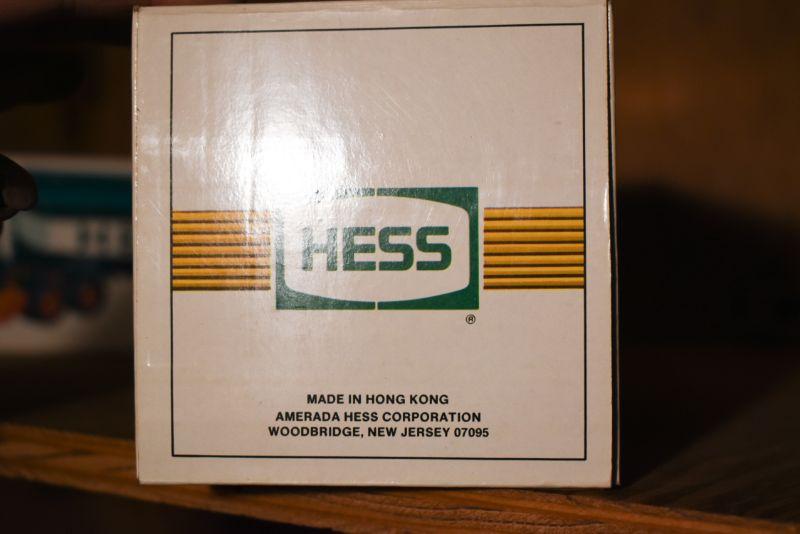 HESS
®
MADE IN HONG KONG
AMERADA HESS CORPORATION
WOODBRIDGE, NEW JERSEY 07095